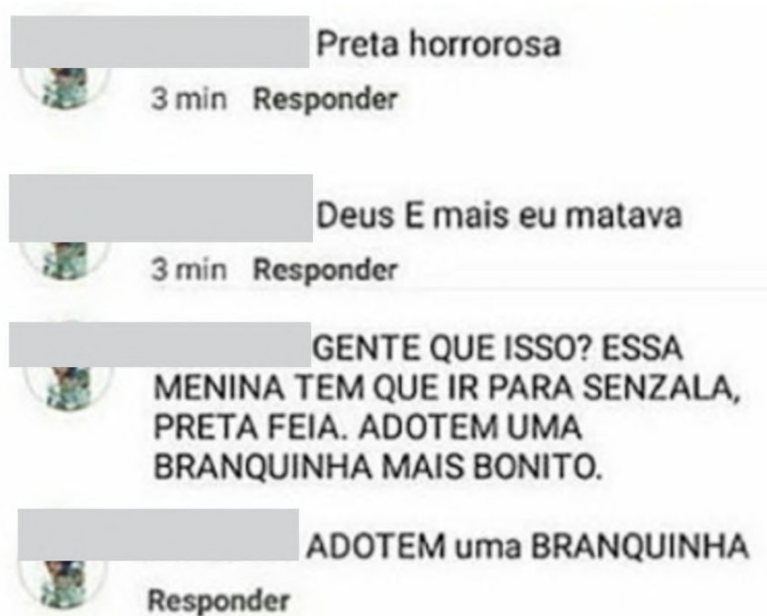 Preta horrorosa
3 min Responder
Deus E mais eu matava
3 min Responder
GENTE QUE ISSO? ESSA
MENINA TEM QUE IR PARA SENZALA,
PRETA FEIA. ADOTEM UMA
BRANQUINHA MAIS BONITO.
ADOTEM uma BRANQUINHA
Responder